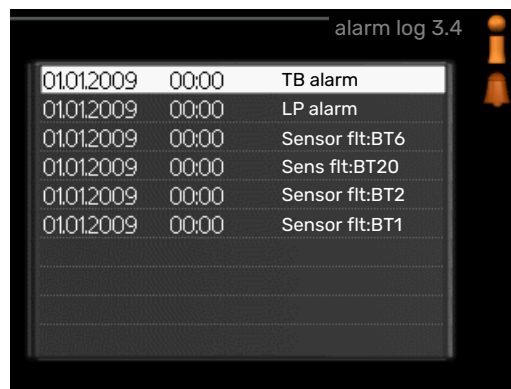 alarm log 3.4
01.01.2009 00:00 TB alarm
01.01.2009 00:00 LP alarm
01.01.2009 00:00 Sensor flt:BT6
01.01.2009 00:00 Sens flt:BT20
01.01.2009 00:00 Sensor flt:BT2
01.01.2009 00:00 Sensor flt:BT1